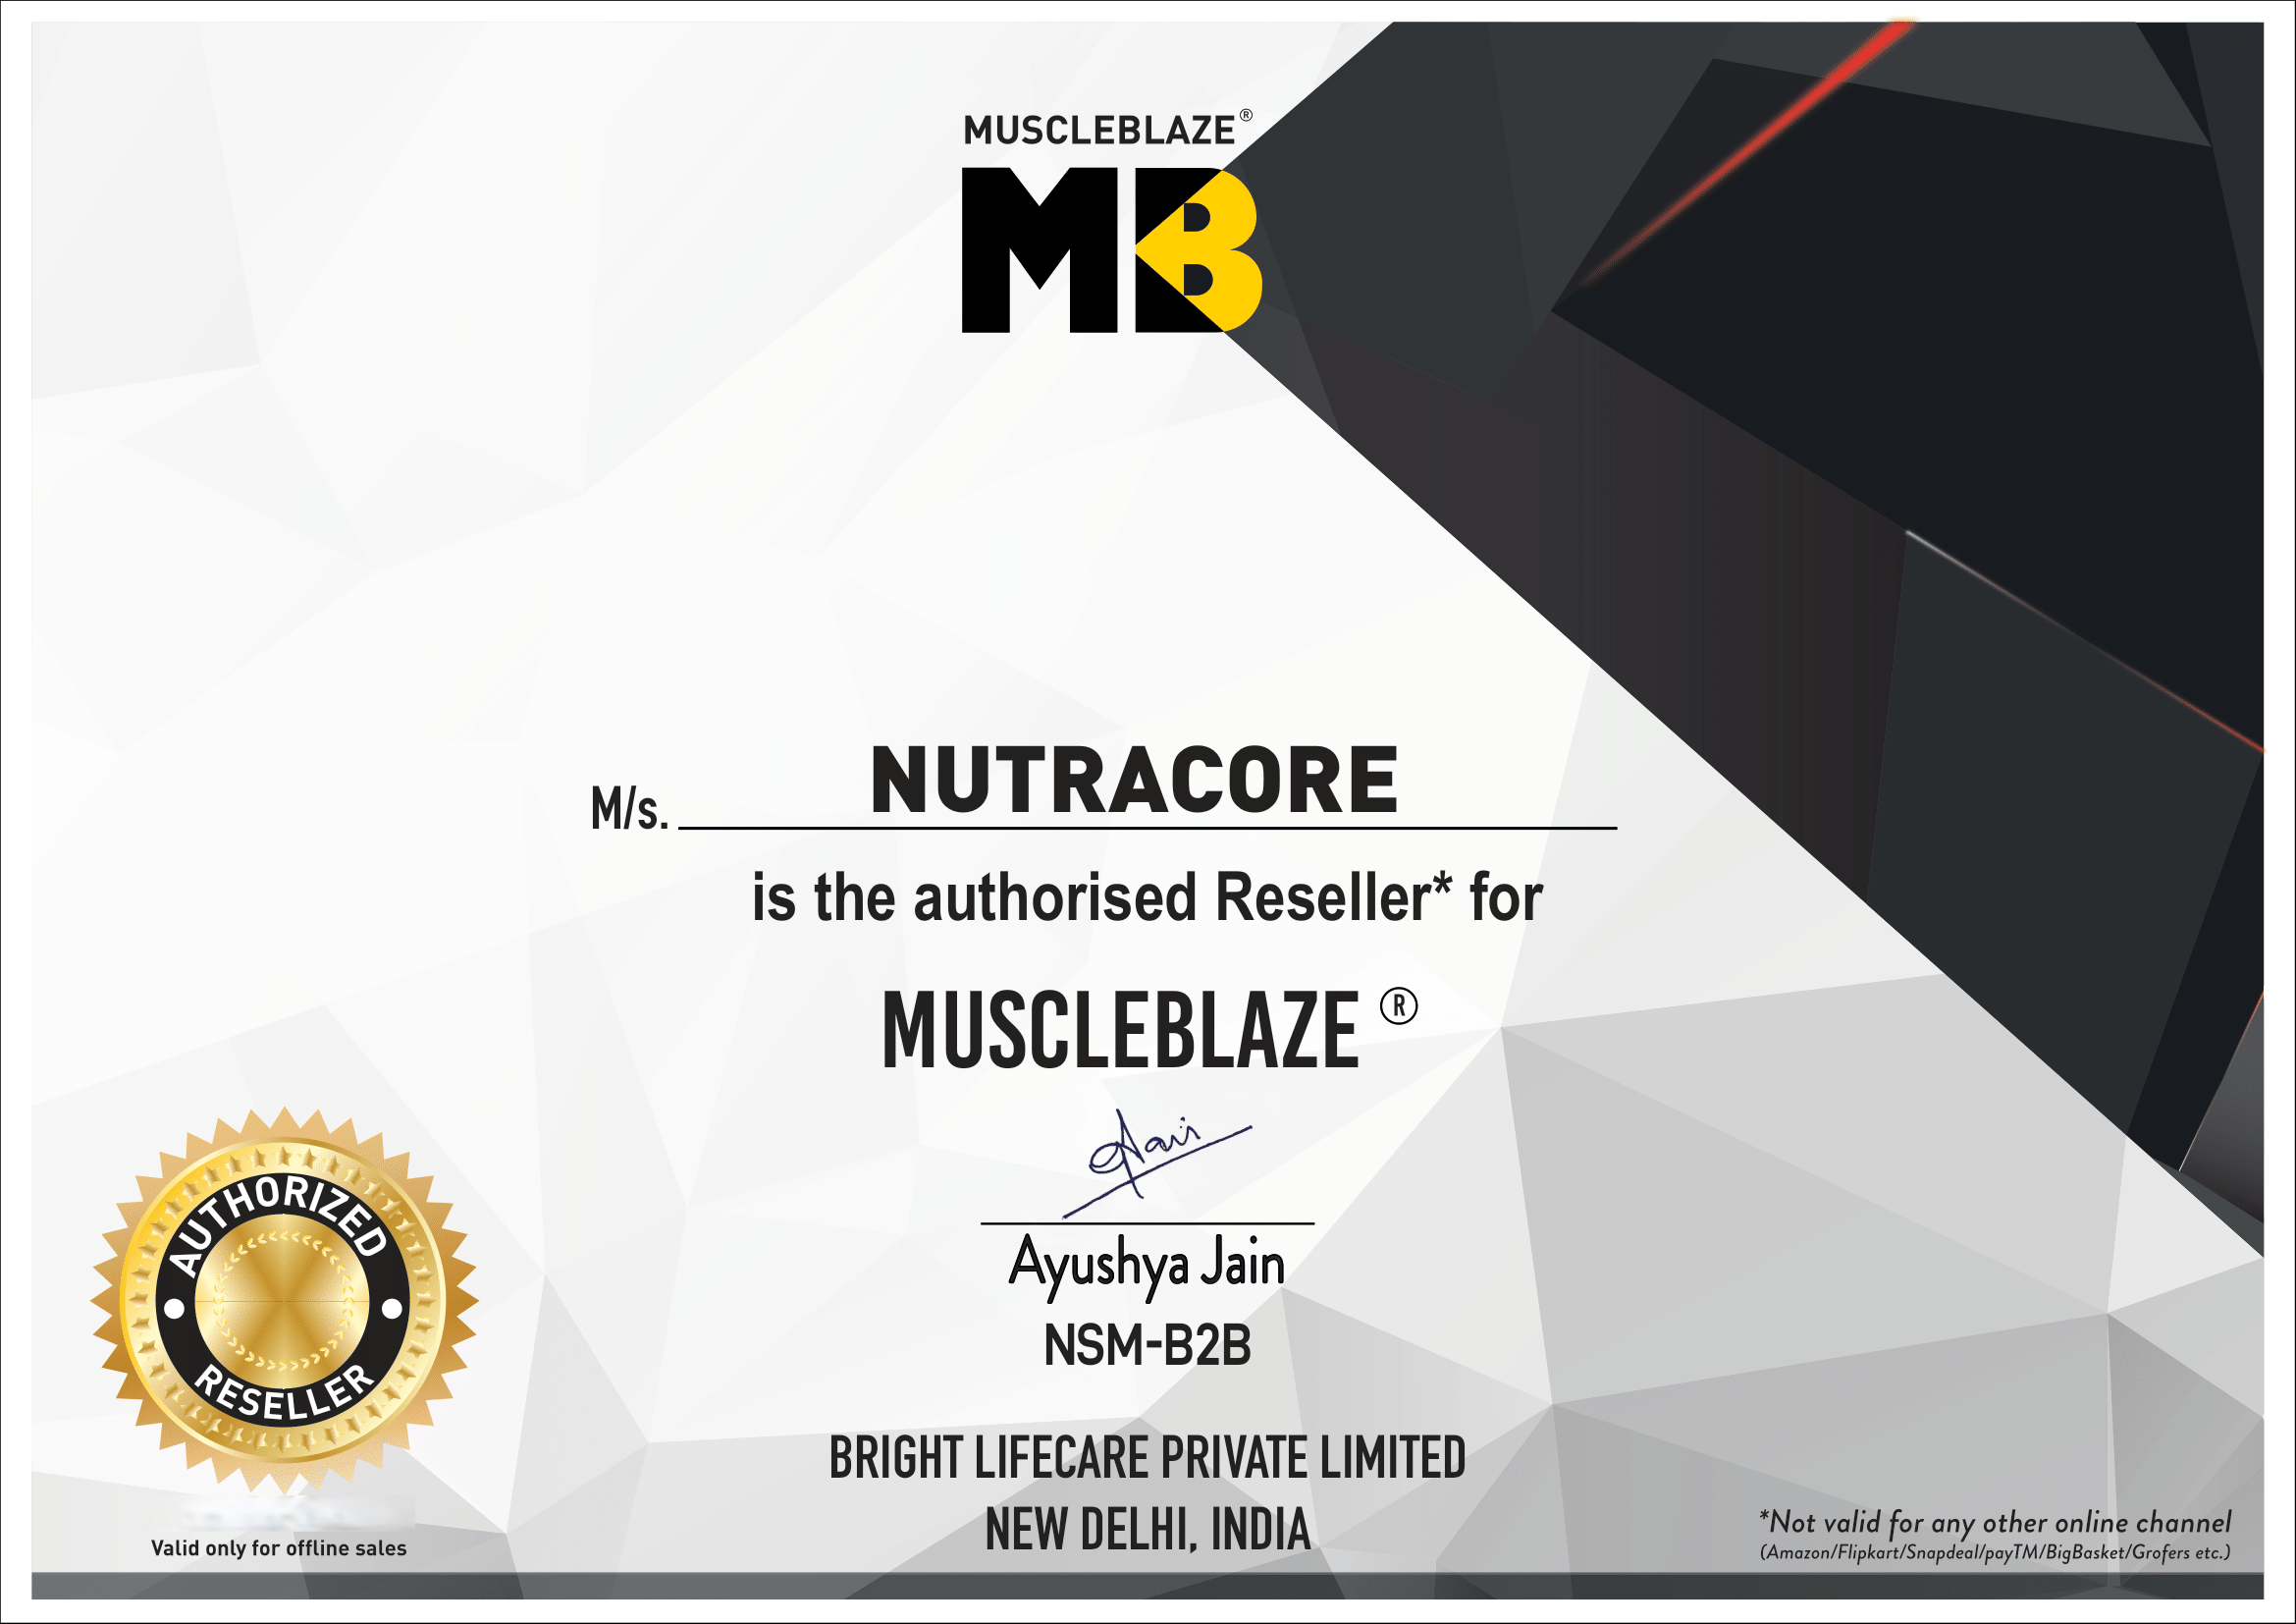 MUSCLEBLAZE®
MB
M/s. NUTRACORE
is the authorised Reseller* for
MUSCLEBLAZE ®
Jain
Ayushya Jain
NSM-B2B
BRIGHT LIFECARE PRIVATE LIMITED
NEW DELHI, INDIA
AUTHORIZED
RESELLER
Valid only for offline sales
*Not valid for any other online channel
(Amazon/Flipkart/Snapdeal/payTM/BigBasket/Grofers etc.)